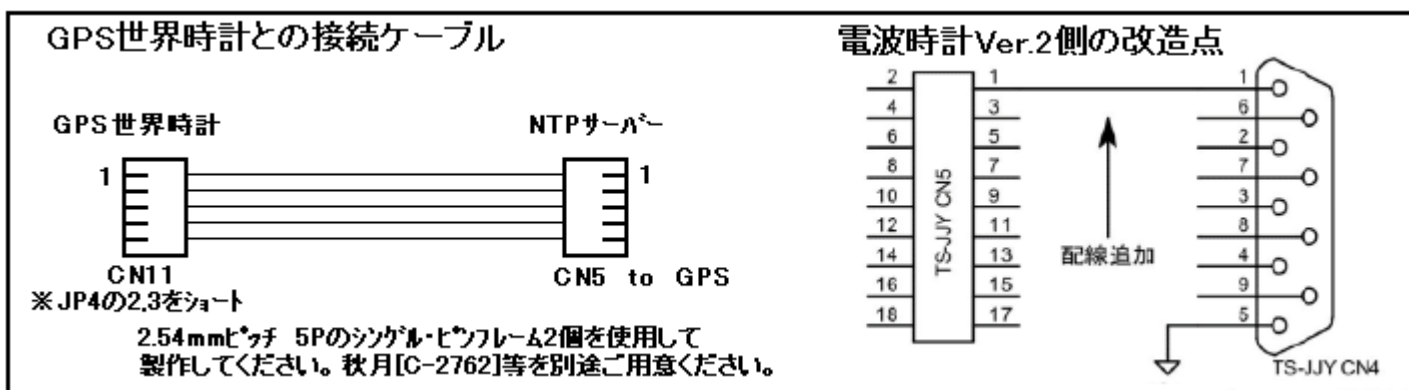 GPS世界時計との接続ケーブル
GPS世界時計
NTPサーバー
1
1
CN11
CN5 to GPS
※JP4の2,3をショート
2.54mmピッチ 5Pのシングル・ピンフレーム2個を使用して
製作してください。秋月[C-2762]等を別途ご用意ください。
電波時計Ver.2側の改造点
2
4
6
8
10
12
14
16
18
TS-JJY CN5
1
3
5
7
9
11
13
15
17
配線追加
1
6
2
7
3
8
4
9
5
TS-JJY CN4